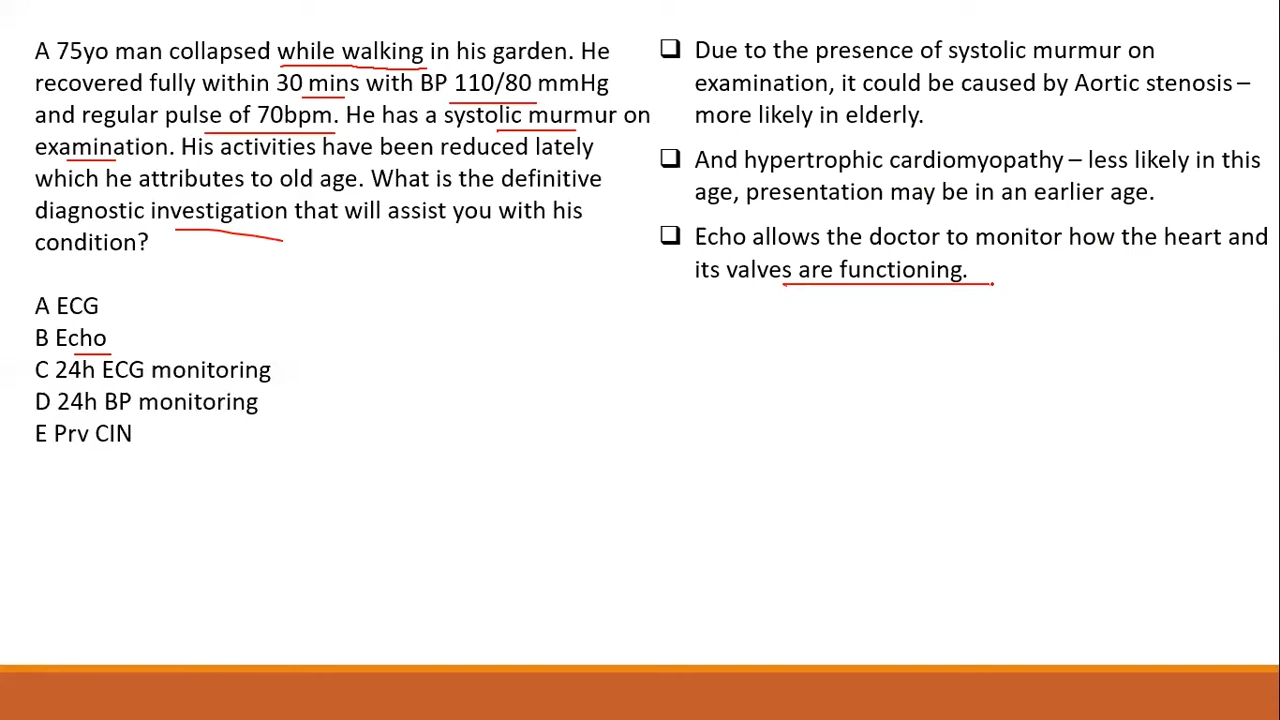 A 75yo man collapsed while walking in his garden. He
recovered fully within 30 mins with BP 110/80 mmHg
and regular pulse of 70bpm. He has a systolic murmur on
examination. His activities have been reduced lately
which he attributes to old age. What is the definitive
diagnostic investigation that will assist you with his
condition?
A ECG
B Echo
C 24h ECG monitoring
D 24h BP monitoring
E Prv CIN
❑ Due to the presence of systolic murmur on
examination, it could be caused by Aortic stenosis –
more likely in elderly.
❑ And hypertrophic cardiomyopathy – less likely in this
age, presentation may be in an earlier age.
❑ Echo allows the doctor to monitor how the heart and
its valves are functioning.